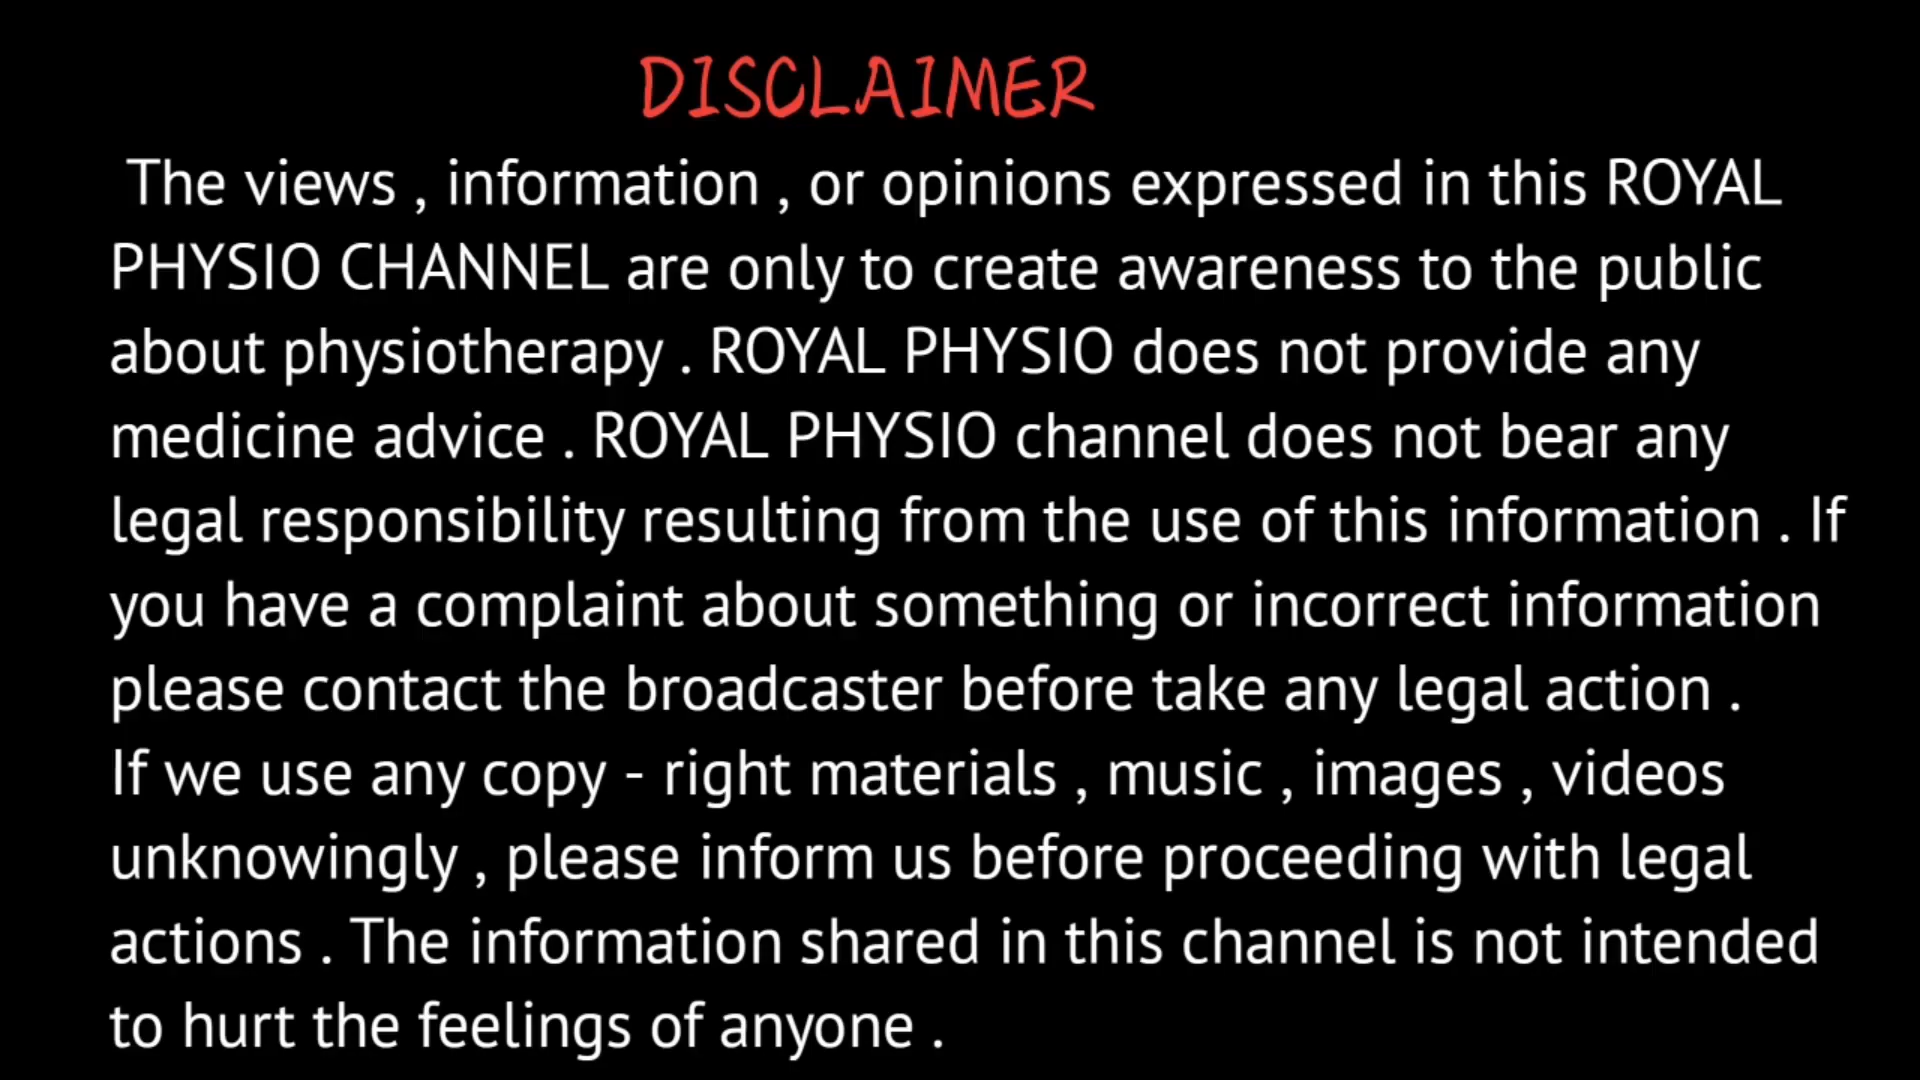 DISCLAIMER
The views , information , or opinions expressed in this ROYAL
PHYSIO CHANNEL are only to create awareness to the public
about physiotherapy . ROYAL PHYSIO does not provide any
medicine advice . ROYAL PHYSIO channel does not bear any
legal responsibility resulting from the use of this information . If
you have a complaint about something or incorrect information
please contact the broadcaster before take any legal action .
If we use any copy - right materials , music , images , videos
unknowingly , please inform us before proceeding with legal
actions . The information shared in this channel is not intended
to hurt the feelings of anyone .